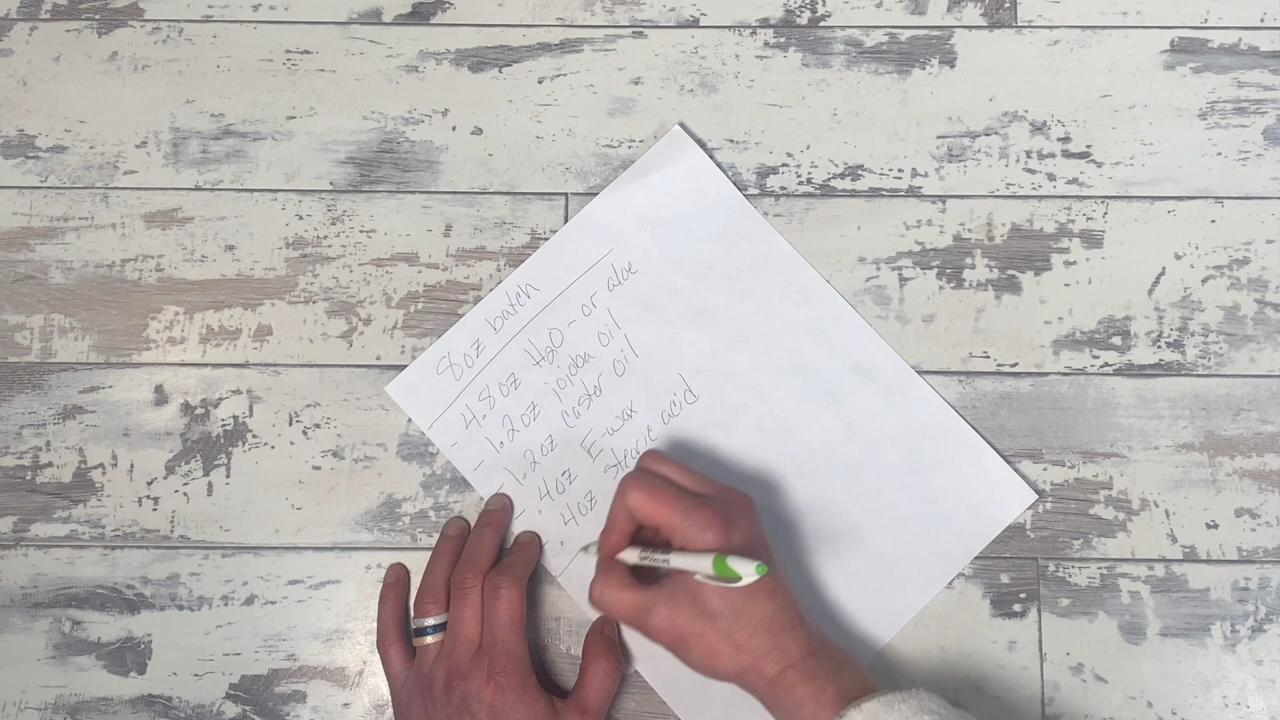 8oz batch
- 4.8oz H2O - or aloe
- 1.2oz jojoba oil
- 1.2oz castor oil
- .4oz E-wax
- .4oz stearic acid